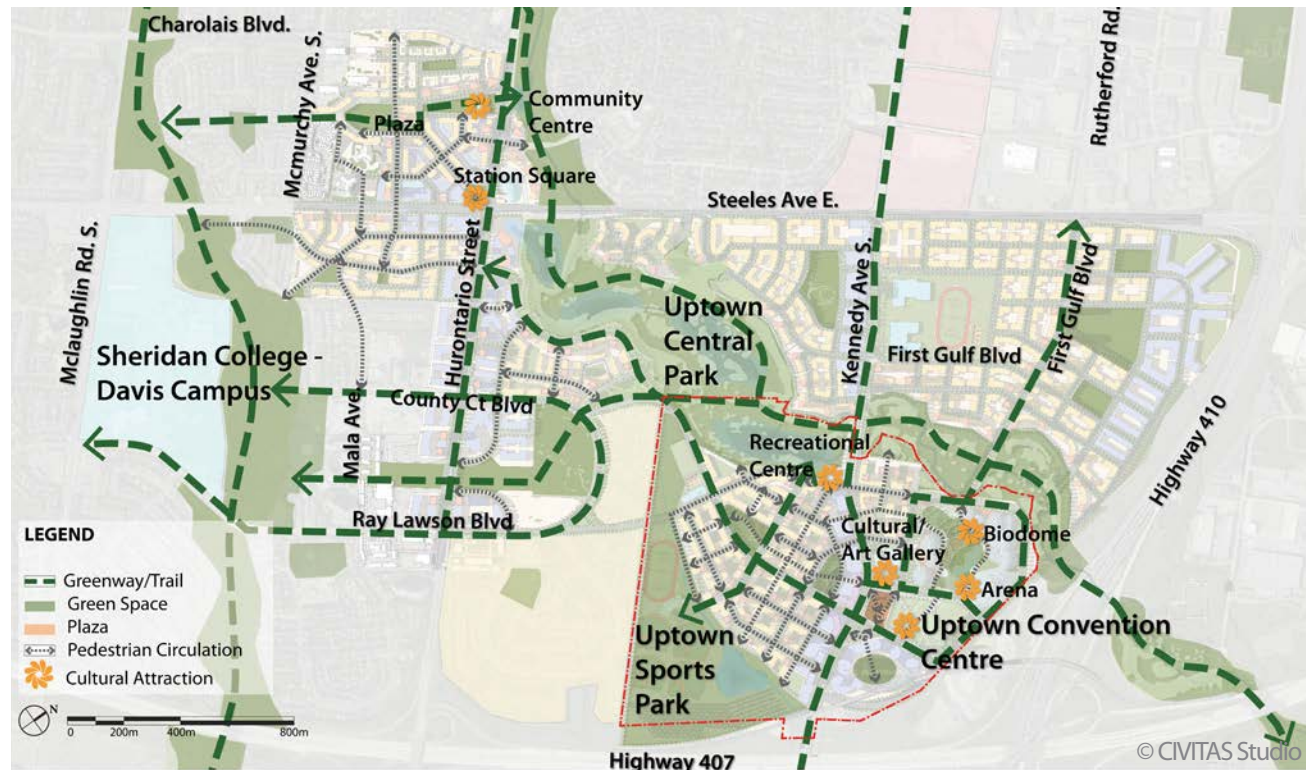 Charolais Blvd.
Mcmurchy Ave. S.
Rutherford Rd.
Plaza
Community
Centre
Station Square
Steeles Ave E.
Mclaughlin Rd. S.
Hurontario Street
Kennedy Ave S.
First Gulf Blvd
Uptown
Central
Park
First Gulf Blvd
Sheridan College -
Davis Campus
Mala Ave.
County Ct Blvd
Highway 410
Recreational
Centre
Ray Lawson Blvd
Cultural/
Art Gallery
Biodome
Arena
Uptown Convention
Centre
Uptown
Sports
Park
LEGEND
Greenway/Trail
Green Space
Plaza
Pedestrian Circulation
Cultural Attraction
N
0 200m 400m 800m
Highway 407
© CIVITAS Studio